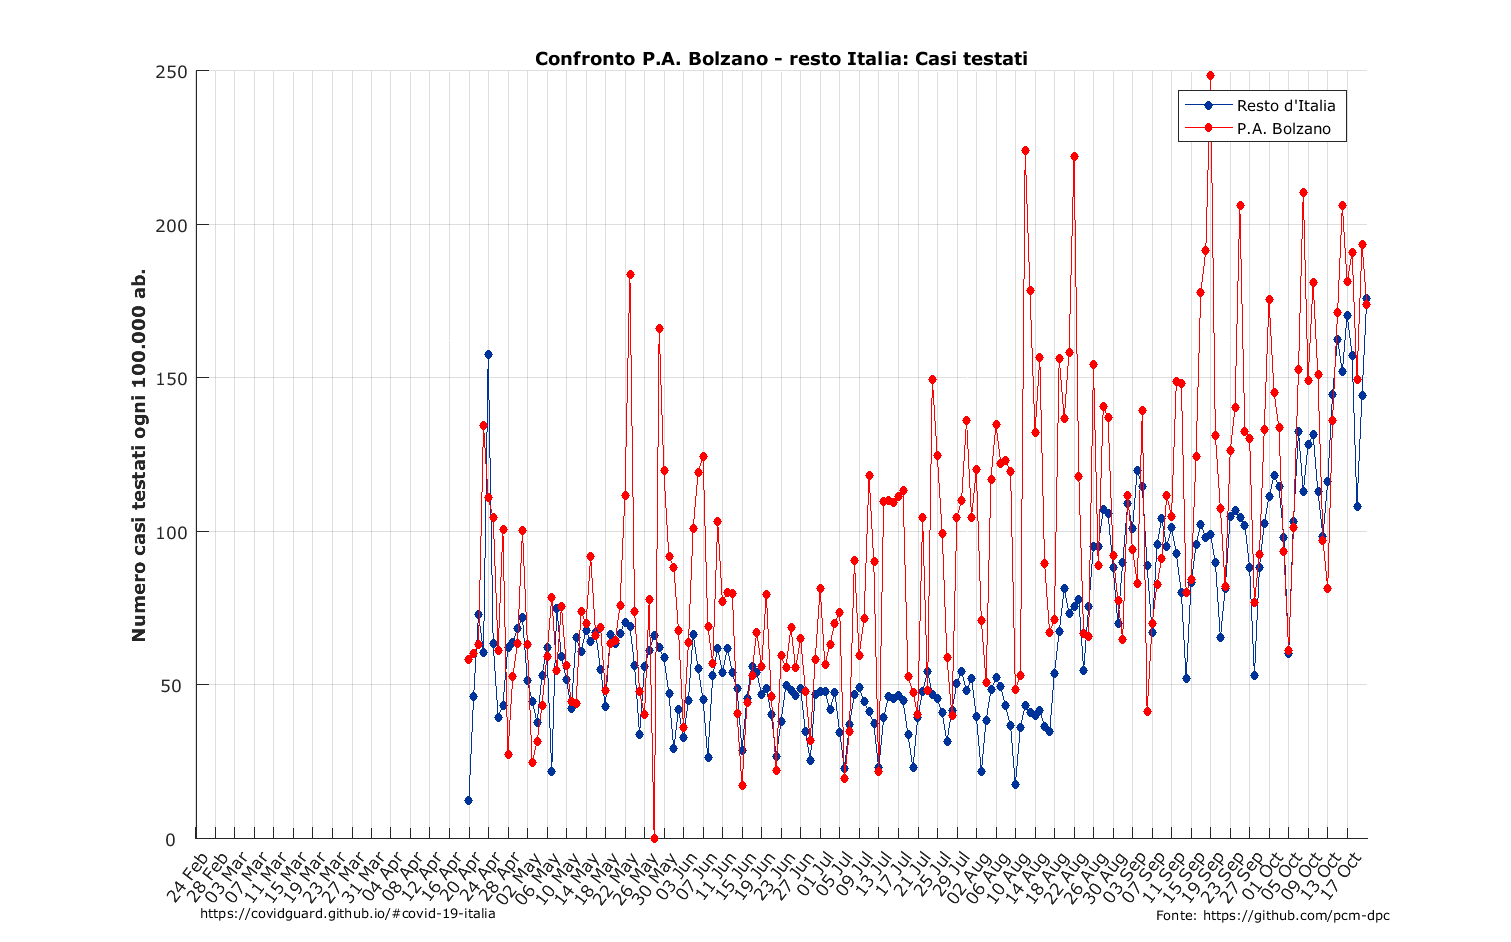 Confronto P.A. Bolzano - resto Italia: Casi testati
250
200
150
100
50
0
Numero casi testati ogni 100.000 ab.
Resto d'Italia
P.A. Bolzano
24 Feb
28 Feb
03 Mar
07 Mar
11 Mar
15 Mar
19 Mar
23 Mar
27 Mar
31 Mar
04 Apr
08 Apr
12 Apr
16 Apr
20 Apr
24 Apr
28 Apr
02 May
06 May
10 May
14 May
18 May
22 May
26 May
30 May
03 Jun
07 Jun
11 Jun
15 Jun
19 Jun
23 Jun
27 Jun
01 Jul
05 Jul
09 Jul
13 Jul
17 Jul
21 Jul
25 Jul
29 Jul
02 Aug
06 Aug
10 Aug
14 Aug
18 Aug
22 Aug
26 Aug
30 Aug
03 Sep
07 Sep
11 Sep
15 Sep
19 Sep
23 Sep
27 Sep
01 Oct
05 Oct
09 Oct
13 Oct
17 Oct
https://covidguard.github.io/#covid-19-italia
Fonte: https://github.com/pcm-dpc